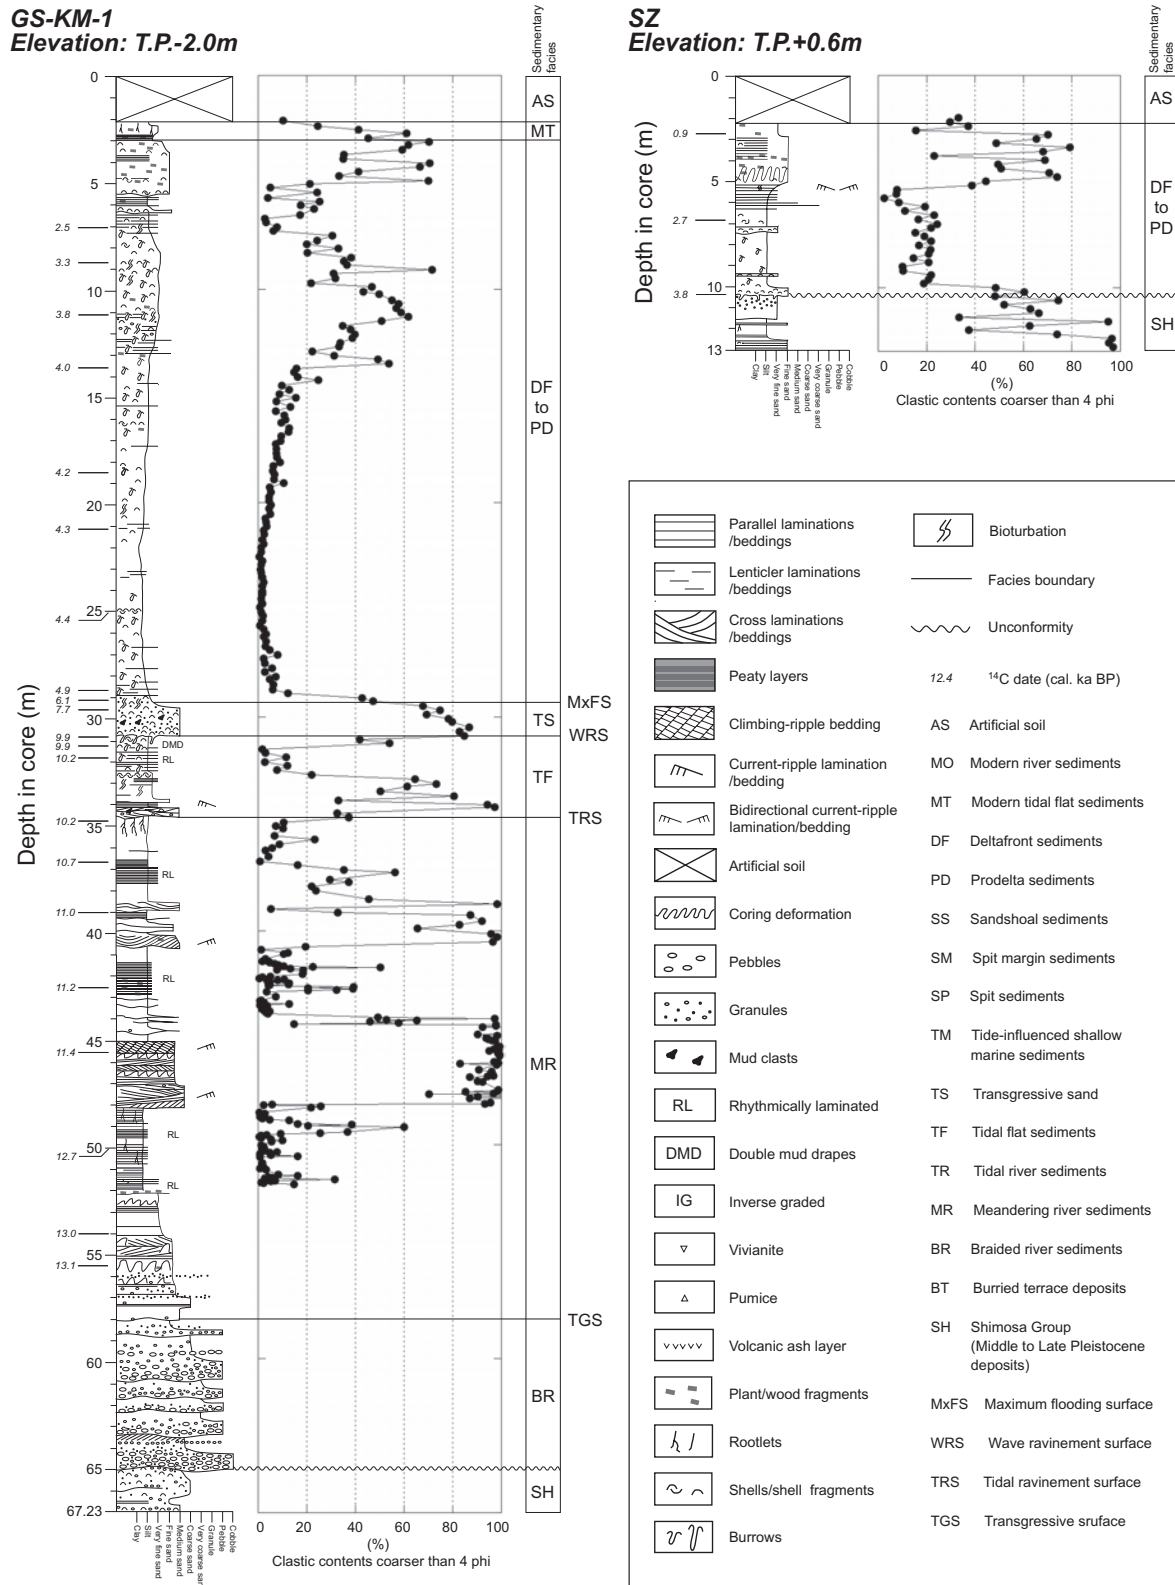 GS-KM-1
Elevation: T.P.-2.0m
Sedimentary
facies
Depth in core (m)
0
5
10
15
20
25
30
35
40
45
50
55
60
65
67.23
2.5
3.3
3.8
4.0
4.2
4.3
4.4
4.9
6.1
7.7
9.9
9.9
10.2
10.2
10.7
11.0
11.2
11.4
12.7
13.0
13.1
DMD
RL
RL
RL
RL
RL
AS
MT
DF
to
PD
MxFS
TS
WRS
TF
TRS
MR
TGS
BR
SH
Clay
Silt
Very fine sand
Fine sand
Medium sand
Coarse sand
Very coarse sar
Granule
Pebble
Cobble
0 20 40 60 80 100
(%)
Clastic contents coarser than 4 phi
SZ
Elevation: T.P.+0.6m
Sedimentary
facies
Depth in core (m)
0
5
10
13
0.9
2.7
3.8
AS
DF
to
PD
SH
Clay
Silt
Very fine sand
Fine sand
Medium sand
Coarse sand
Very coarse sand
Granule
Pebble
Cobble
0 20 40 60 80 100
(%)
Clastic contents coarser than 4 phi
Parallel laminations
/beddings
Lenticler laminations
/beddings
Cross laminations
/beddings
Peaty layers
Climbing-ripple bedding
Current-ripple lamination
/bedding
Bidirectional current-ripple
lamination/bedding
Artificial soil
Coring deformation
Pebbles
Granules
Mud clasts
RL Rhythmically laminated
DMD Double mud drapes
IG Inverse graded
Vivianite
Pumice
Volcanic ash layer
Plant/wood fragments
Rootlets
Shells/shell fragments
Burrows
Bioturbation
Facies boundary
Unconformity
12.4 14C date (cal. ka BP)
AS Artificial soil
MO Modern river sediments
MT Modern tidal flat sediments
DF Deltafront sediments
PD Prodelta sediments
SS Sandshoal sediments
SM Spit margin sediments
SP Spit sediments
TM Tide-influenced shallow
marine sediments
TS Transgressive sand
TF Tidal flat sediments
TR Tidal river sediments
MR Meandering river sediments
BR Braided river sediments
BT Burried terrace deposits
SH Shimosa Group
(Middle to Late Pleistocene
deposits)
MxFS Maximum flooding surface
WRS Wave ravinement surface
TRS Tidal ravinement surface
TGS Transgressive sruface